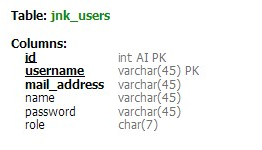 Table: jnk_users
Columns:
id int AI PK
username varchar(45) PK
mail_address varchar(45)
name varchar(45)
password varchar(45)
role char(7)